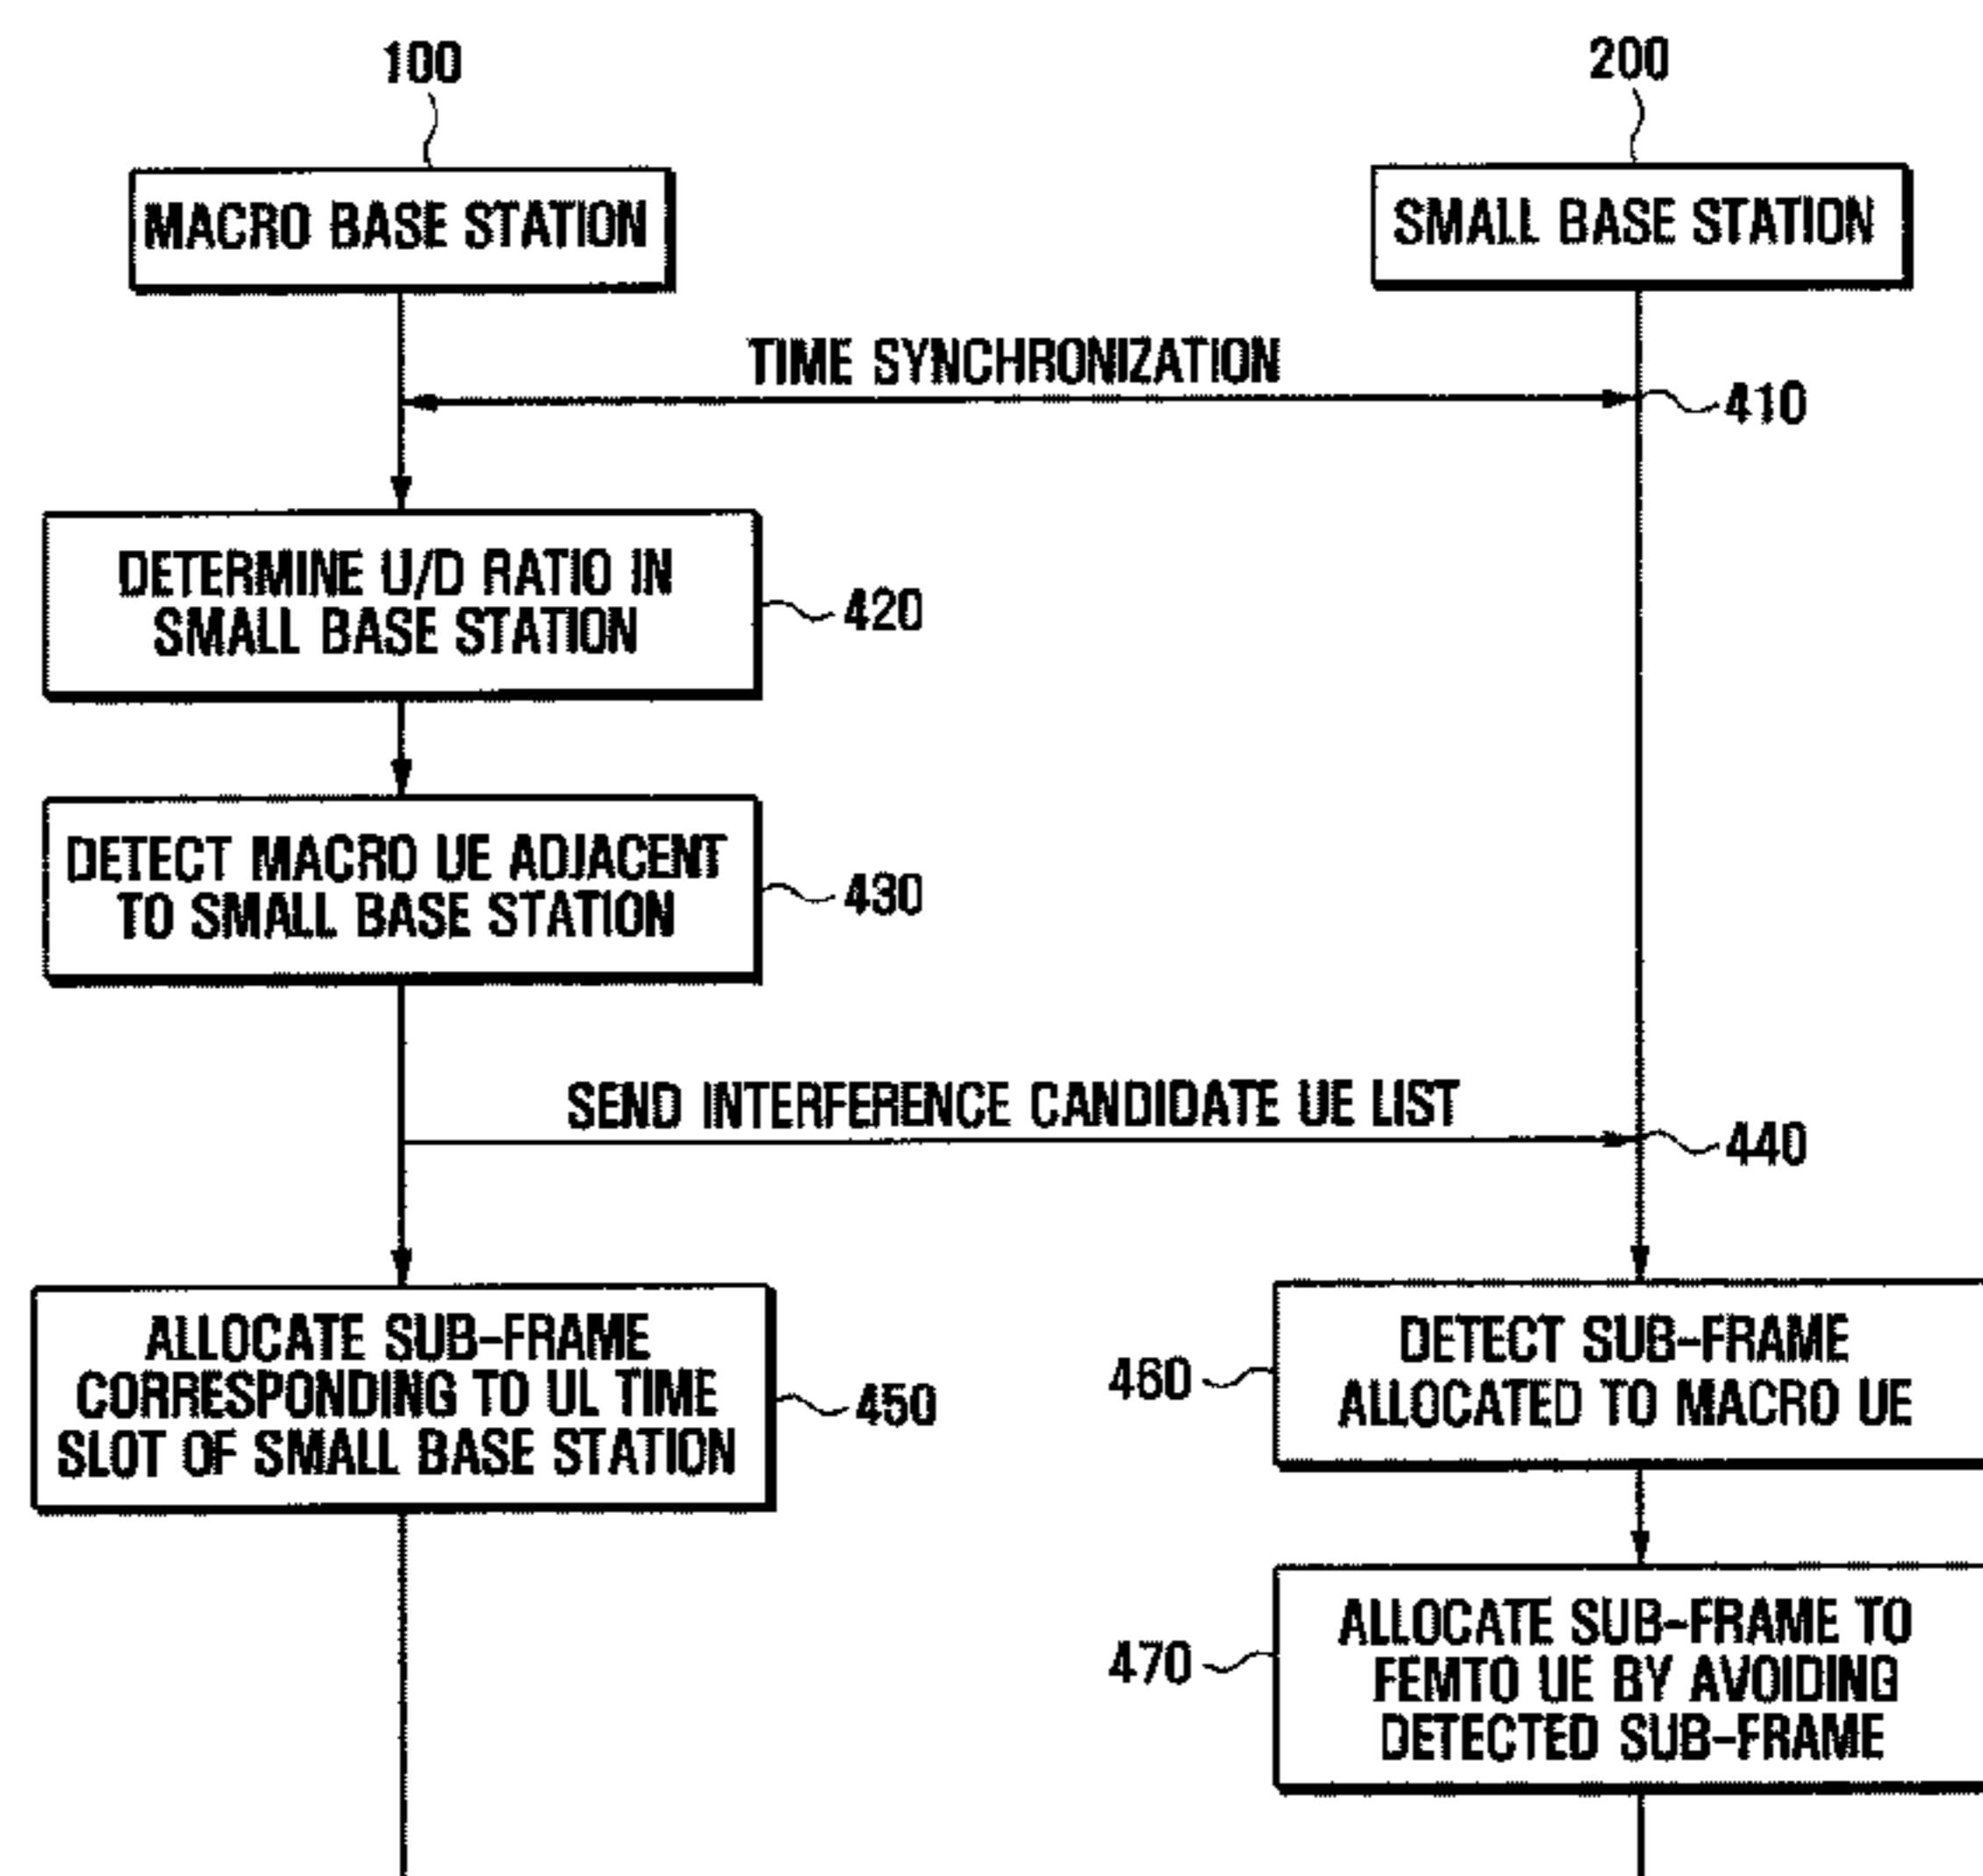 100
200
MACRO BASE STATION
SMALL BASE STATION
TIME SYNCHRONIZATION
410
DETERMINE U/D RATIO IN
SMALL BASE STATION
420
DETECT MACRO UE ADJACENT
TO SMALL BASE STATION
430
SEND INTERFERENCE CANDIDATE UE LIST
440
ALLOCATE SUB-FRAME
CORRESPONDING TO UL TIME
SLOT OF SMALL BASE STATION
450
460
DETECT SUB-FRAME
ALLOCATED TO MACRO UE
470
ALLOCATE SUB-FRAME TO
FEMTO UE BY AVOIDING
DETECTED SUB-FRAME